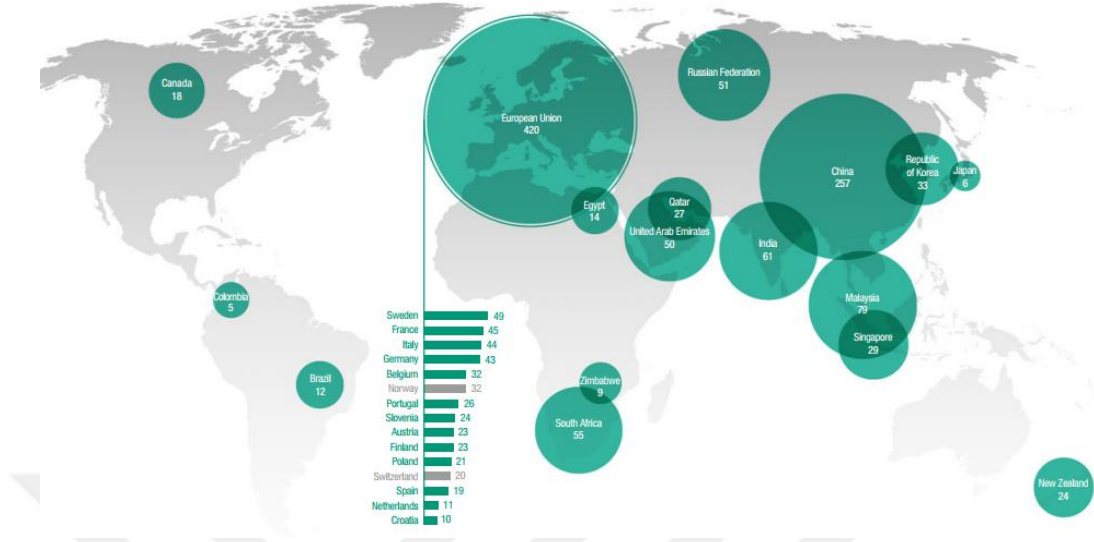 Canada
18
European Union
420
Russian Federation
51
China
257
Republic
of Korea
33
Japan
6
Egypt
14
Qatar
27
United Arab Emirates
50
India
61
Colombia
5
Malaysia
79
Singapore
29
Brazil
12
Zimbabwe
9
South Africa
55
New Zealand
24
Sweden 49
France 45
Italy 44
Germany 43
Belgium 32
Norway 32
Portugal 26
Slovenia 24
Austria 23
Finland 23
Poland 21
Switzerland 20
Spain 19
Netherlands 11
Croatia 10